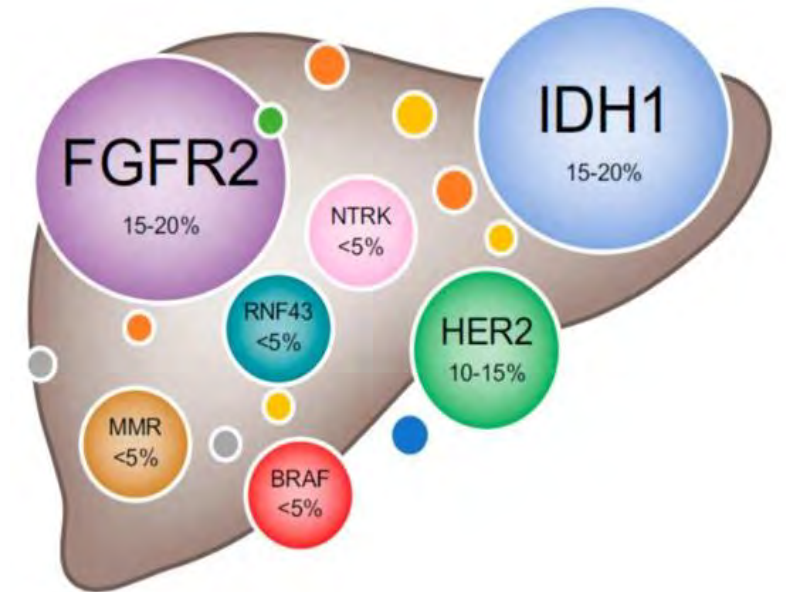 FGFR2
15-20%
IDH1
15-20%
NTRK
<5%
RNF43
<5%
HER2
10-15%
MMR
<5%
BRAF
<5%